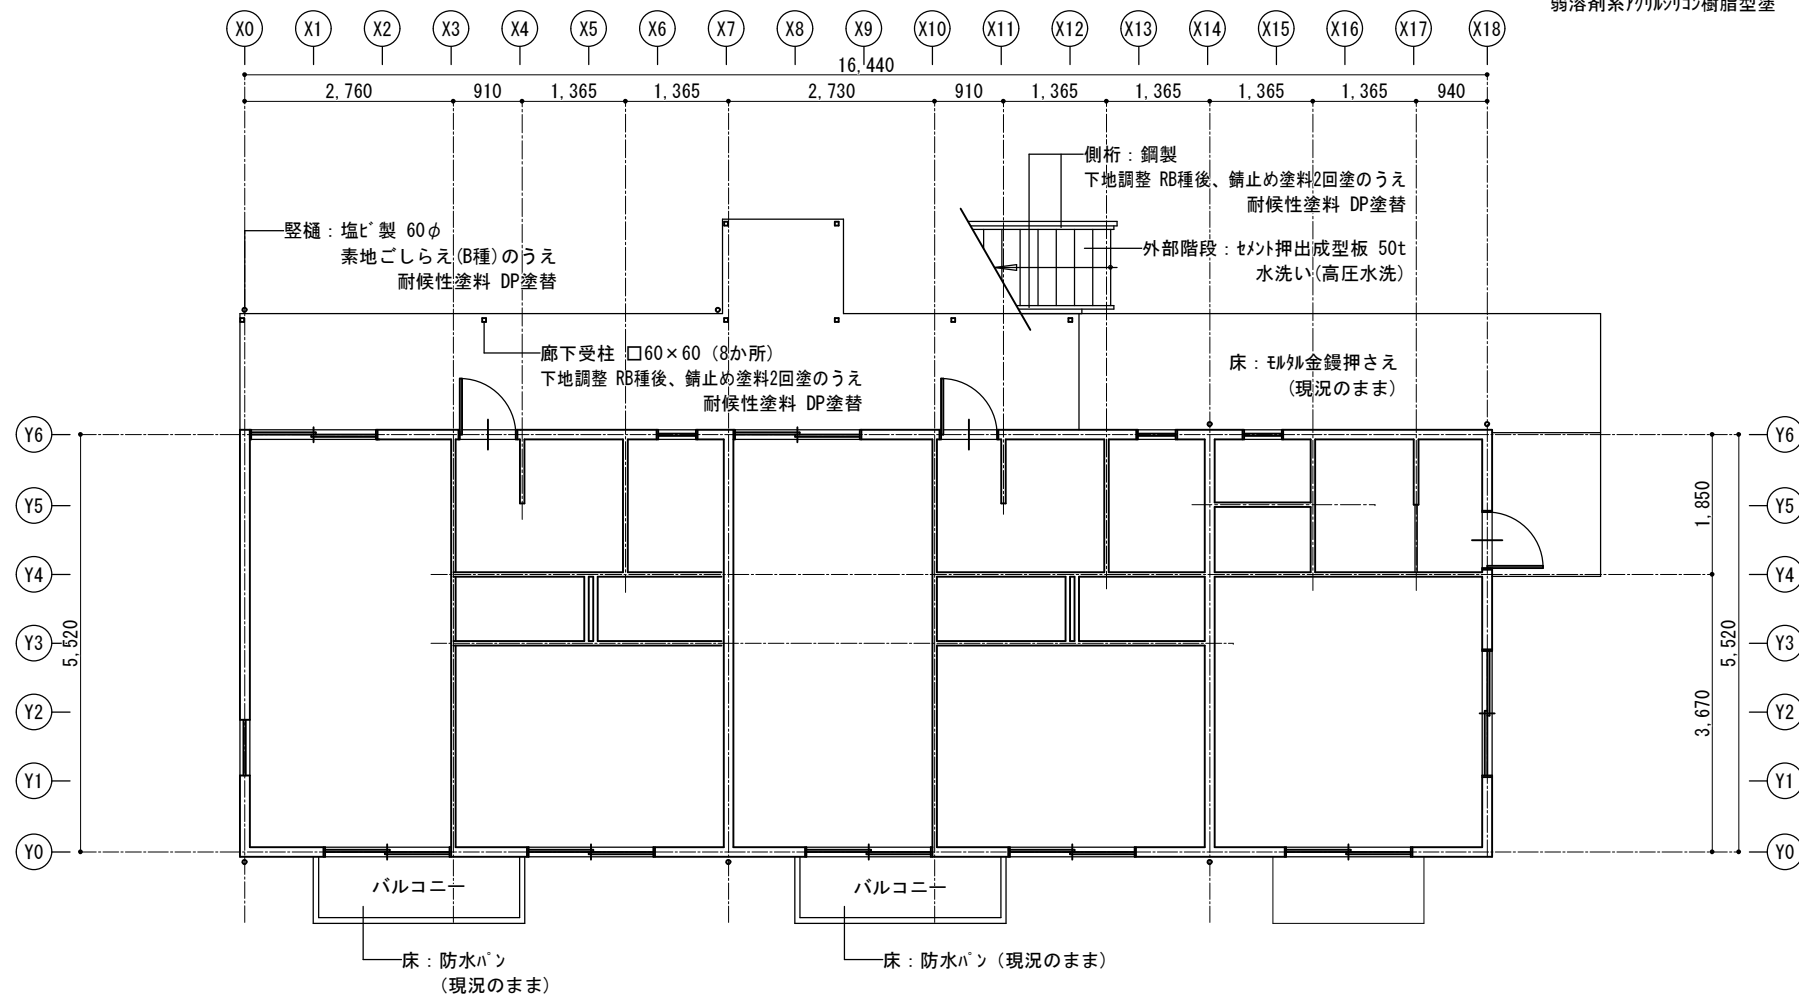 弱溶剤系ｱｸﾘﾙｼﾘｺﾝ樹脂型塗
X0 X1 X2 X3 X4 X5 X6 X7 X8 X9 X10 X11 X12 X13 X14 X15 X16 X17 X18
16,440
2,760 910 1,365 1,365 2,730 910 1,365 1,365 1,365 1,365 940
側桁：鋼製
下地調整 RB種後、錆止め塗料2回塗のうえ
耐候性塗料 DP塗替
竪樋：塩ﾋﾞ製 60φ
素地ごしらえ(B種)のうえ
耐候性塗料 DP塗替
外部階段：ｾﾒﾝﾄ押出成型板 50t
水洗い(高圧水洗)
廊下受柱 □60×60（8か所）
下地調整 RB種後、錆止め塗料2回塗のうえ
耐候性塗料 DP塗替
床：ﾓﾙﾀﾙ金鏝押さえ
（現況のまま）
Y6 Y6
Y5 1,850 Y5
Y4 Y4
Y3 5,520 5,520 Y3
Y2 3,670 Y2
Y1 Y1
Y0 Y0
バルコニー バルコニー
床：防水ﾊﾟﾝ
（現況のまま）
床：防水ﾊﾟﾝ（現況のまま）